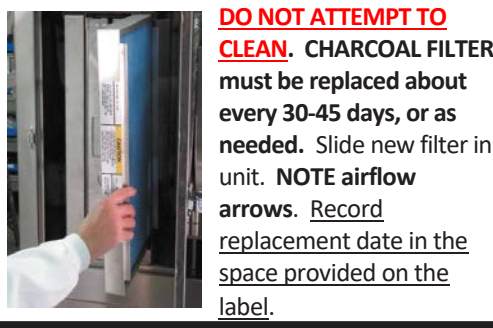 DO NOT ATTEMPT TO
CLEAN. CHARCOAL FILTER
must be replaced about
every 30-45 days, or as
needed. Slide new filter in
unit. NOTE airflow
arrows. Record
replacement date in the
space provided on the
label.
CAUTION